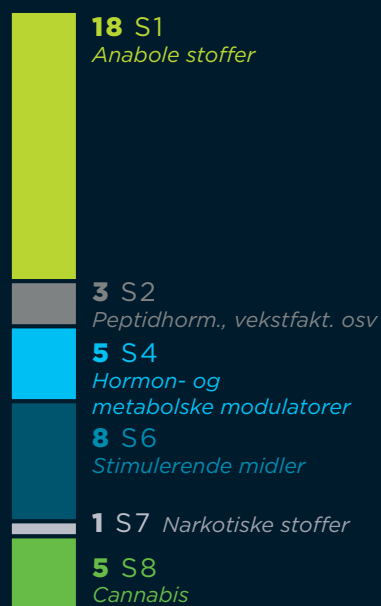 18 S1
Anabole stoffer
3 S2
Peptidhorm., vekstfakt. osv
5 S4
Hormon- og
metabolske modulatorer
8 S6
Stimulerende midler
1 S7 Narkotiske stoffer
5 S8
Cannabis